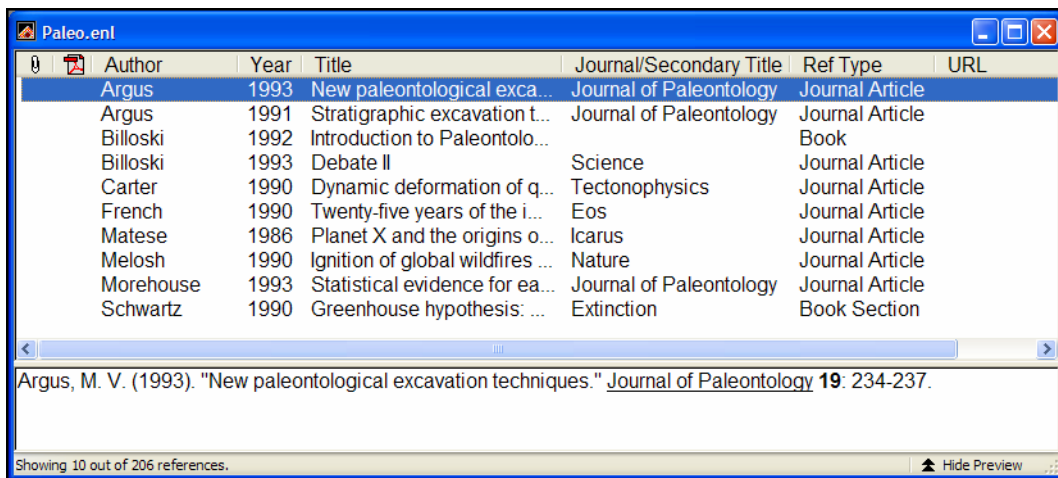 Paleo.enl
Author Year Title Journal/Secondary Title Ref Type URL
Argus 1993 New paleontological exca... Journal of Paleontology Journal Article
Argus 1991 Stratigraphic excavation t... Journal of Paleontology Journal Article
Billoski 1992 Introduction to Paleontolo... Book
Billoski 1993 Debate II Science Journal Article
Carter 1990 Dynamic deformation of q... Tectonophysics Journal Article
French 1990 Twenty-five years of the i... Eos Journal Article
Matese 1986 Planet X and the origins o... Icarus Journal Article
Melosh 1990 Ignition of global wildfires ... Nature Journal Article
Morehouse 1993 Statistical evidence for ea... Journal of Paleontology Journal Article
Schwartz 1990 Greenhouse hypothesis: ... Extinction Book Section
Argus, M. V. (1993). "New paleontological excavation techniques." Journal of Paleontology 19: 234-237.
Showing 10 out of 206 references. Hide Preview